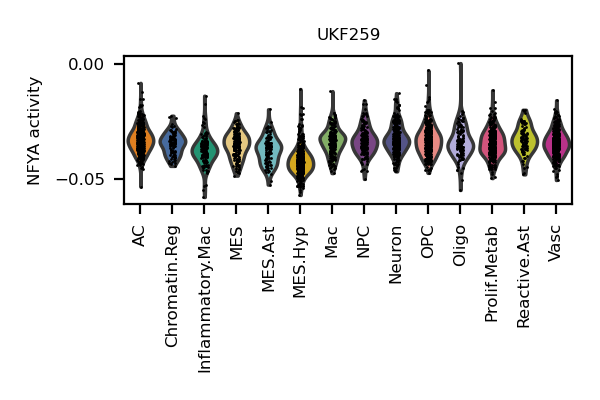 UKF259
NFYA activity
0.00
−0.05
AC
Chromatin.Reg
Inflammatory.Mac
MES
MES.Ast
MES.Hyp
Mac
NPC
Neuron
OPC
Oligo
Prolif.Metab
Reactive.Ast
Vasc